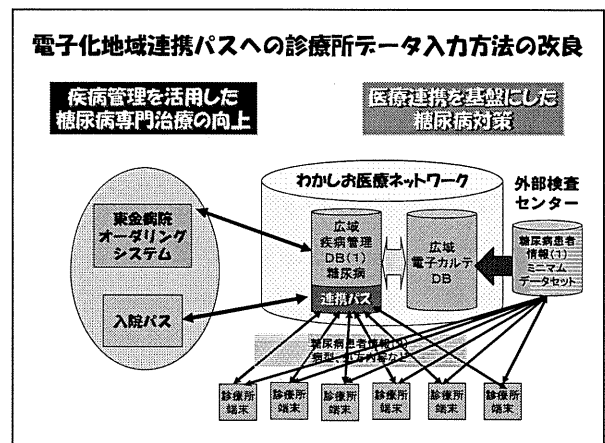 電子化地域連携パスへの診療所データ入力方法の改良
疾病管理を活用した
糖尿病専門治療の向上
医療連携を基盤にした
糖尿病対策
わかしお医療ネットワーク
外部検査
センター
東金病院
オーダリング
システム
入院パス
広域
疾病管理
DB(1)
糖尿病
連携パス
広域
電子カルテ
DB
糖尿病患者
情報(1)
ミニマム
データセット
糖尿病患者情報
病型、処方内容など
診療所
端末
診療所
端末
診療所
端末
診療所
端末
診療所
端末
診療所
端末